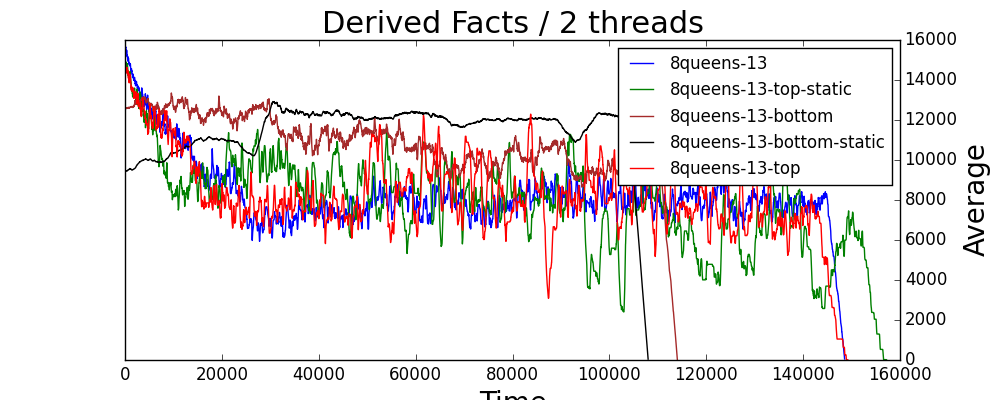 Derived Facts / 2 threads
16000
14000
12000
10000
8000
6000
4000
2000
0
Average
8queens-13
8queens-13-top-static
8queens-13-bottom
8queens-13-bottom-static
8queens-13-top
0 20000 40000 60000 80000 100000 120000 140000 160000
Time